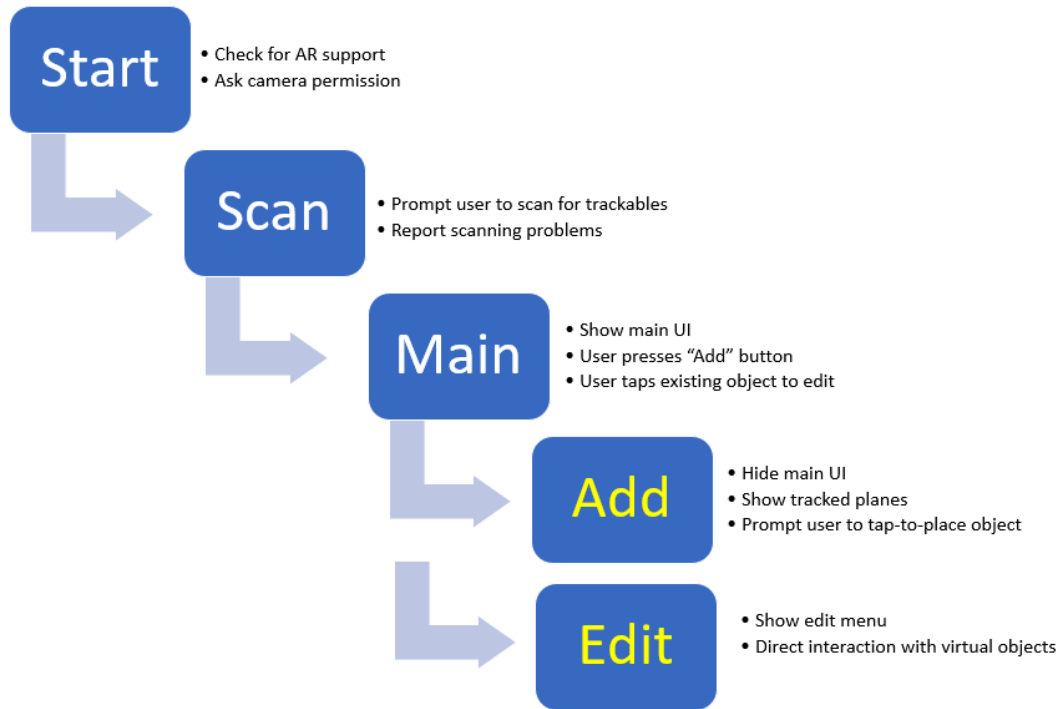 Start
• Check for AR support
• Ask camera permission
Scan
• Prompt user to scan for trackables
• Report scanning problems
Main
• Show main UI
• User presses “Add” button
• User taps existing object to edit
Add
• Hide main UI
• Show tracked planes
• Prompt user to tap-to-place object
Edit
• Show edit menu
• Direct interaction with virtual objects